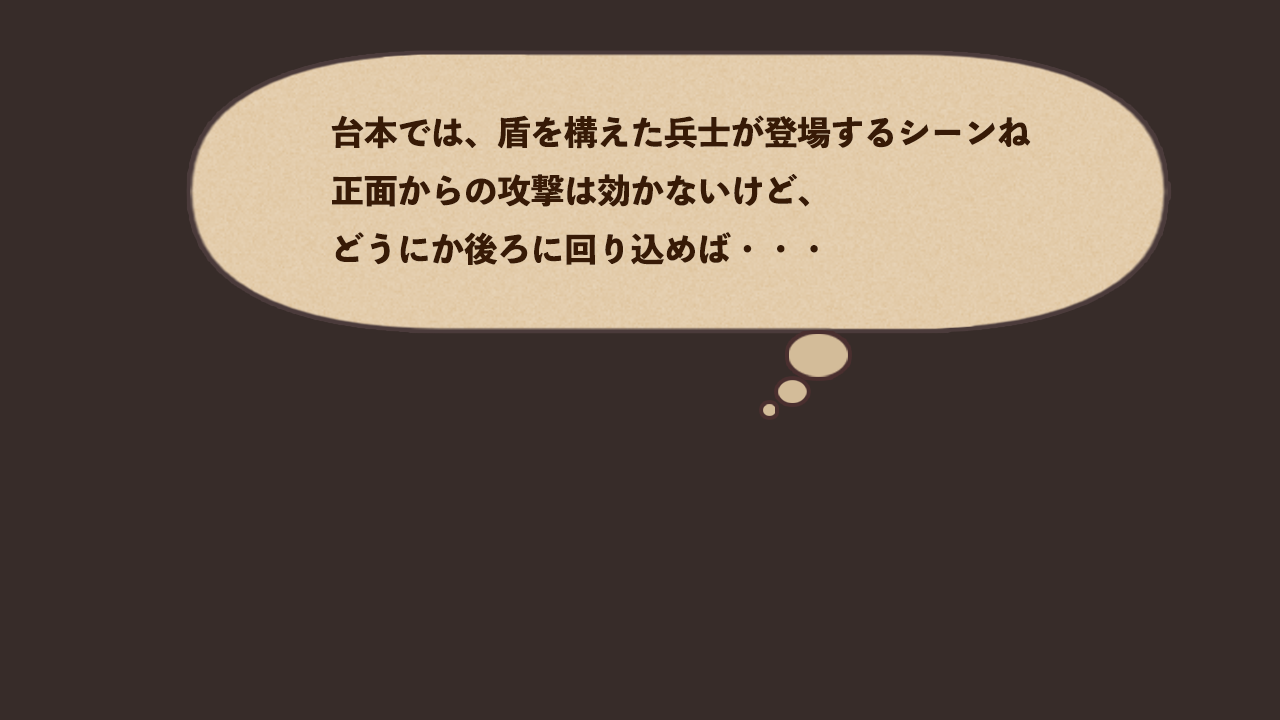 台本では、盾を構えた兵士が登場するシーンね
正面からの攻撃は効かないけど、
どうにか後ろに回り込めば・・・